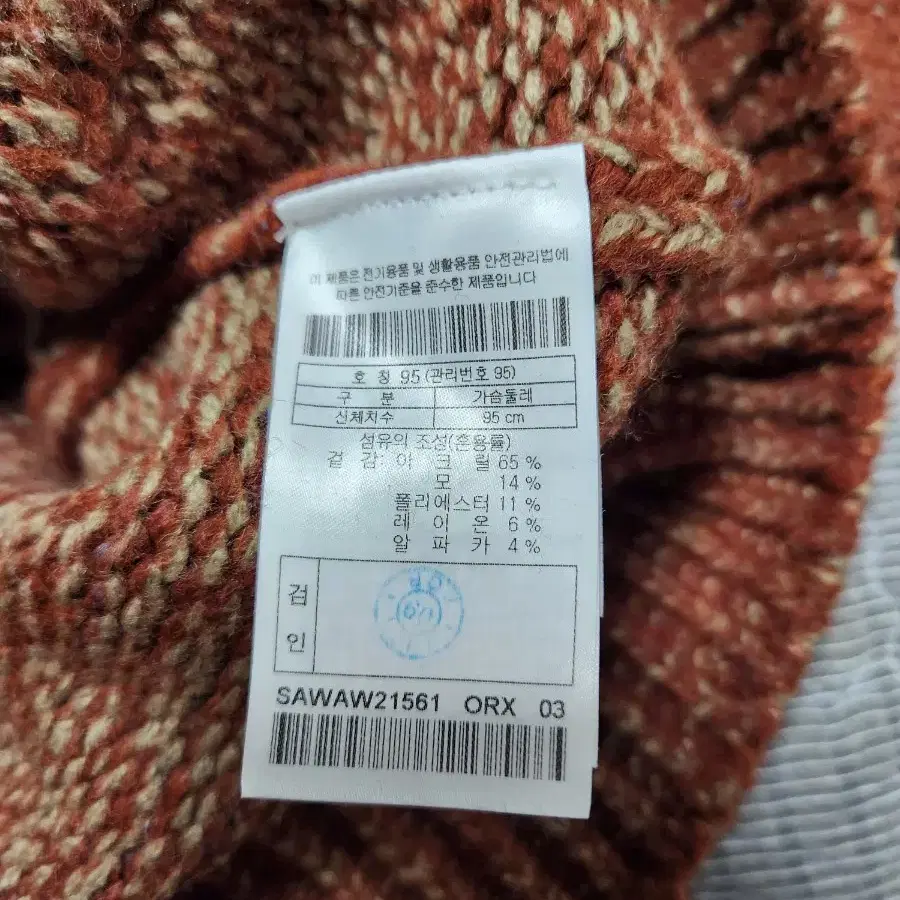 이 제품은 전기용품 및 생활용품 안전관리법에
따른 안전기준을 준수한 제품입니다
호 칭 95 (관리번호 95)
구 분 가슴둘레
신체치수 95 cm
섬유의 조성(혼용률)
겉 감: 아 크 릴 65 %
모 14 %
폴리에스터 11 %
레 이 온 6 %
알 파 카 4 %
검
인
SAWAW21561 ORX 03